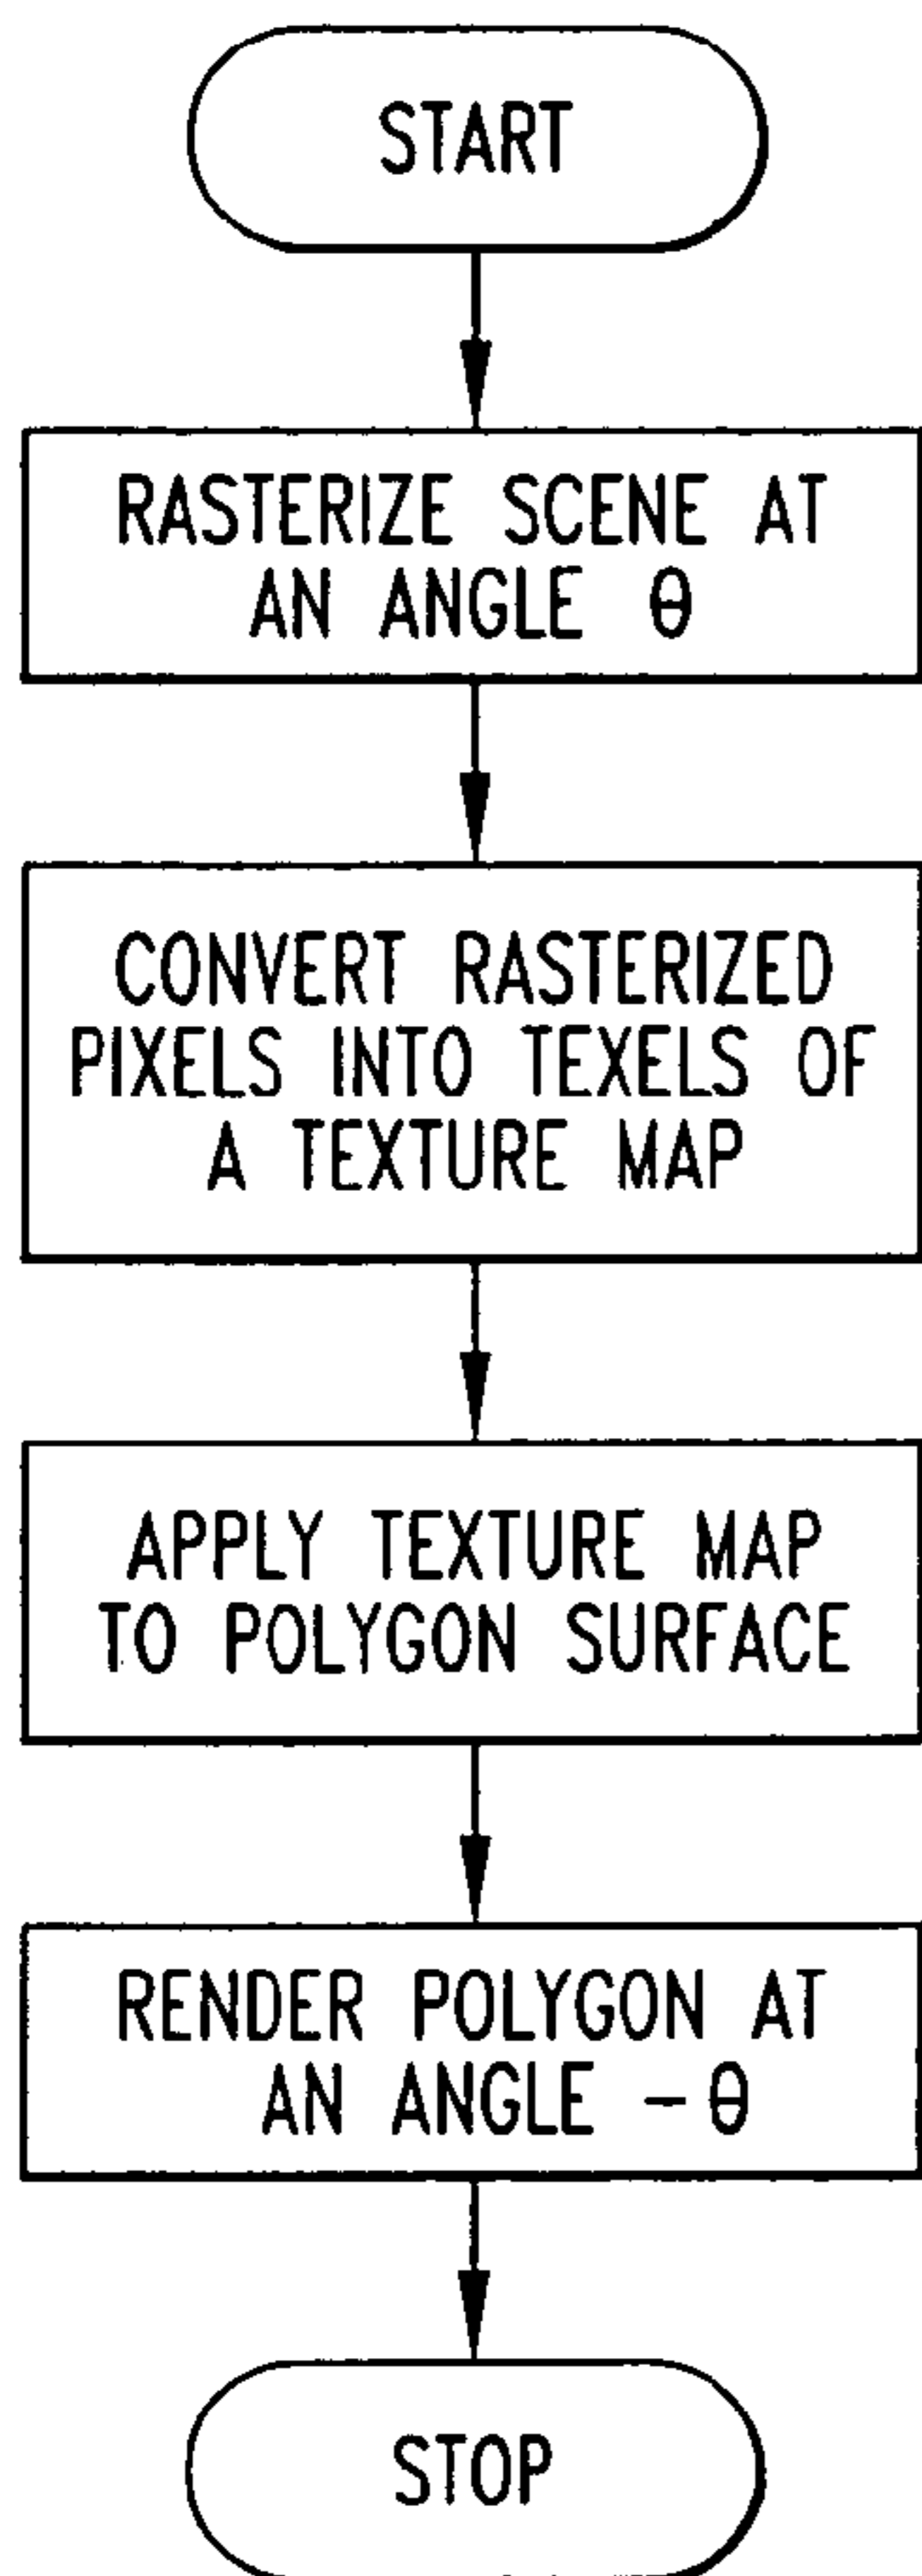 START
RASTERIZE SCENE AT
AN ANGLE θ
CONVERT RASTERIZED
PIXELS INTO TEXELS OF
A TEXTURE MAP
APPLY TEXTURE MAP
TO POLYGON SURFACE
RENDER POLYGON AT
AN ANGLE -θ
STOP